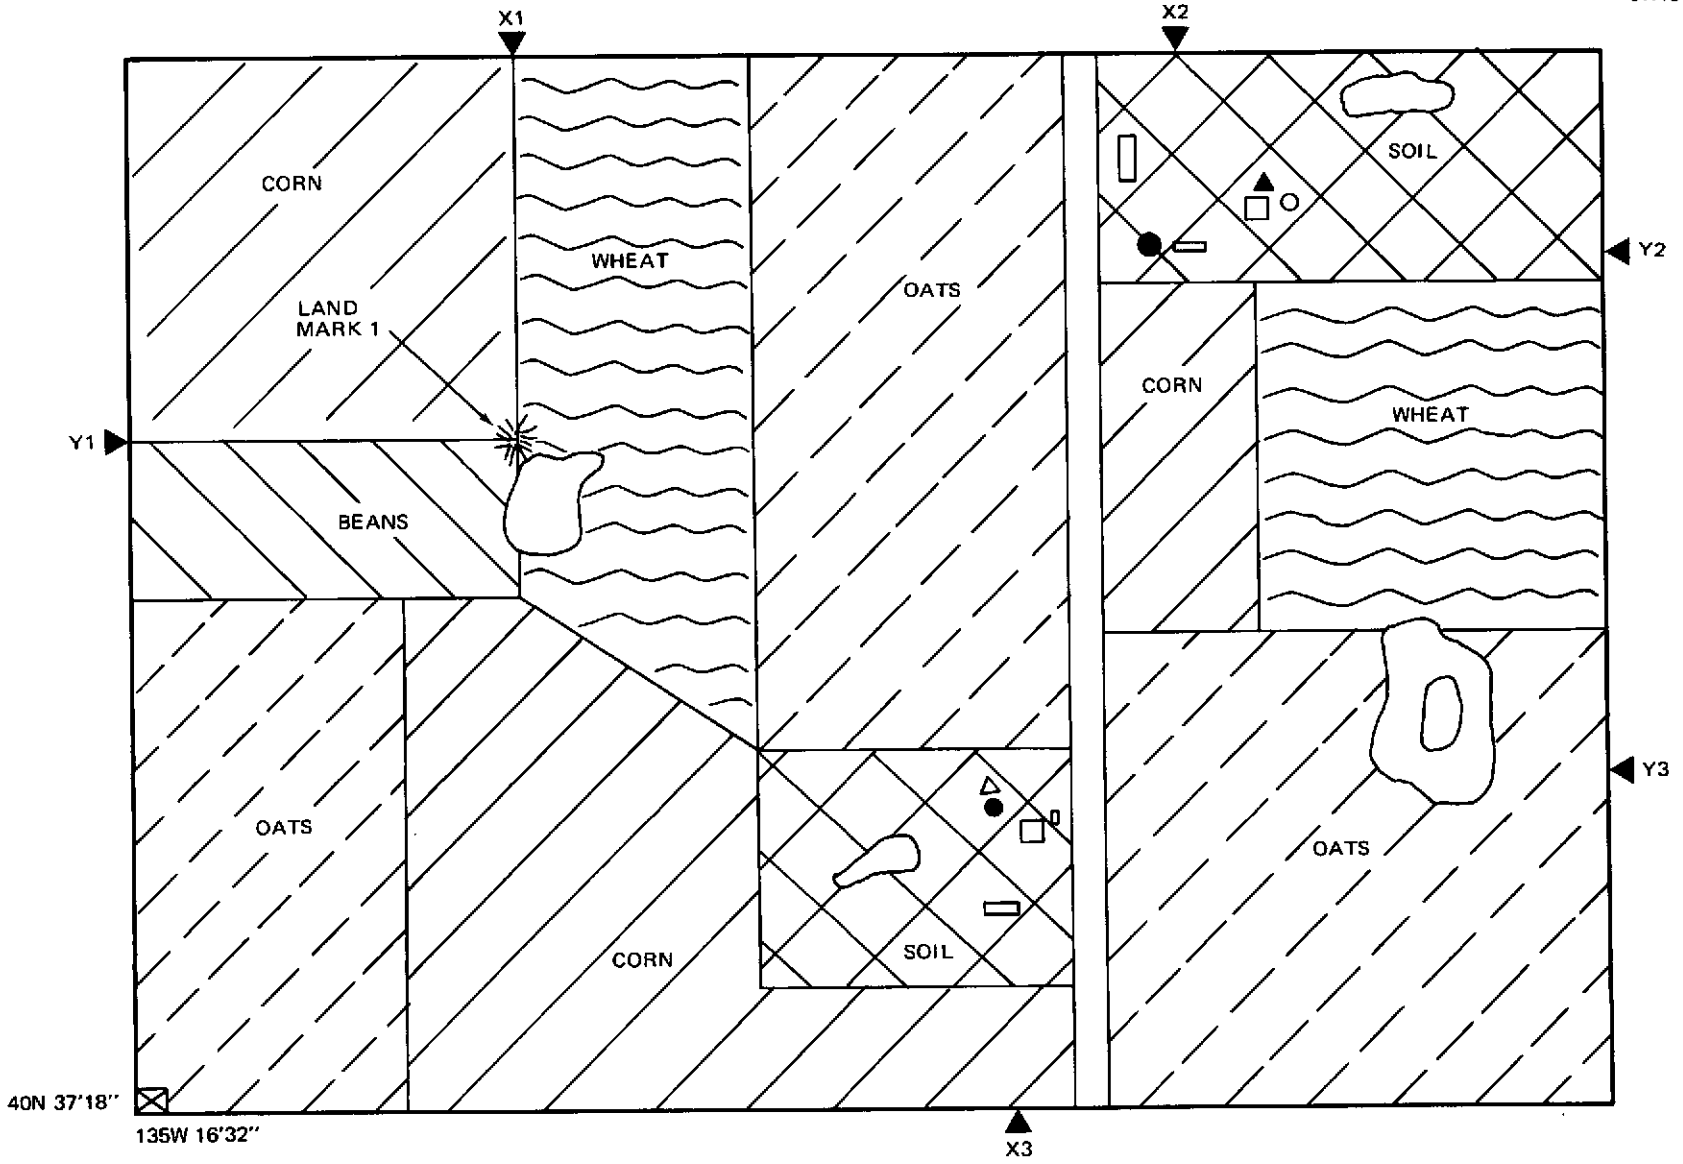 X1
X2
CORN
SOIL
WHEAT
Y2
OATS
LAND
MARK 1
CORN
WHEAT
Y1
BEANS
Y3
OATS
OATS
CORN
SOIL
40N 37'18"
135W 16'32"
X3